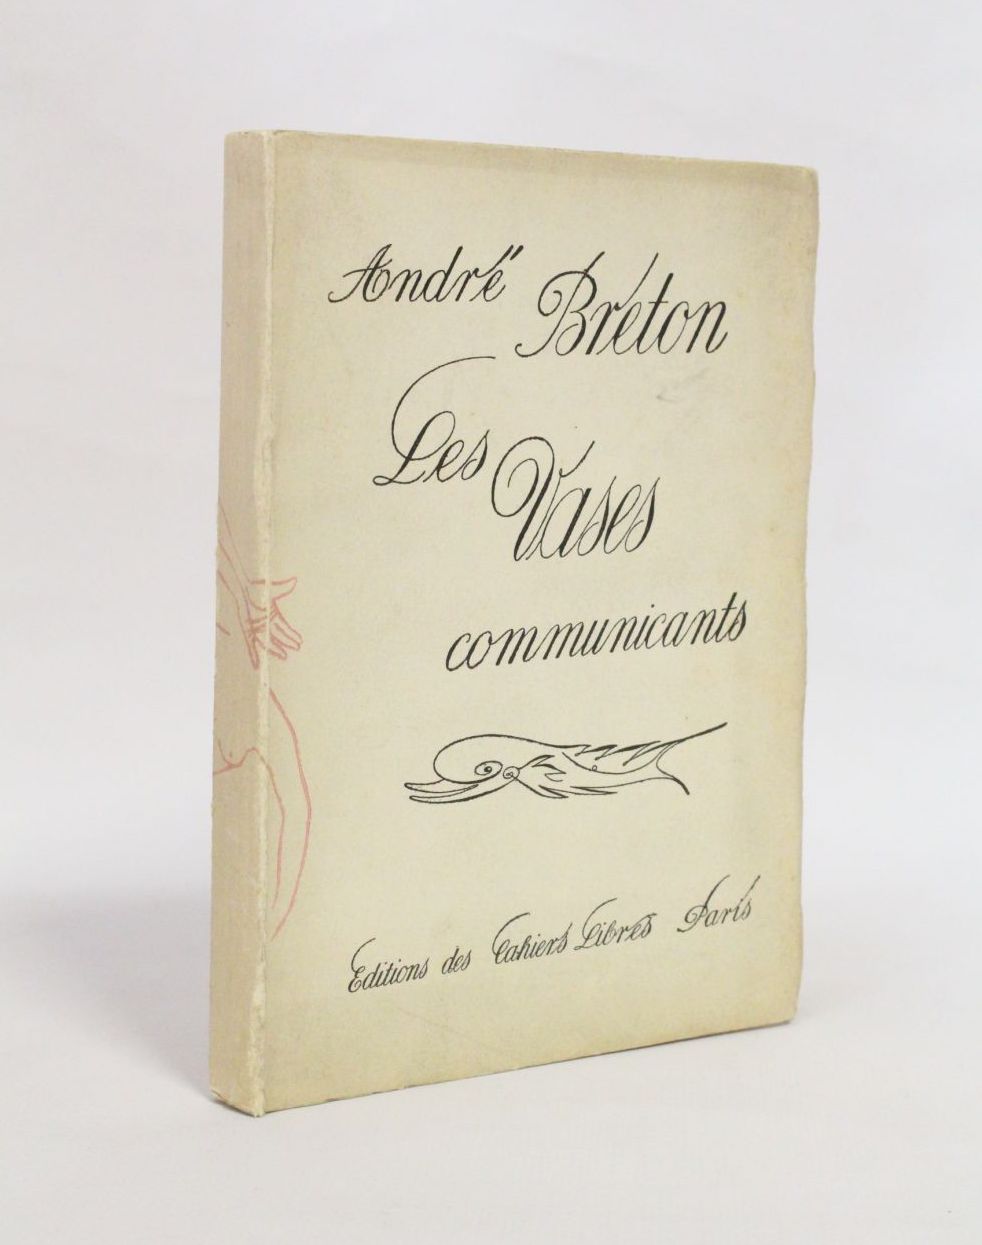 André Breton
Les Vases
communicants
Editions des Cahiers Libres Paris